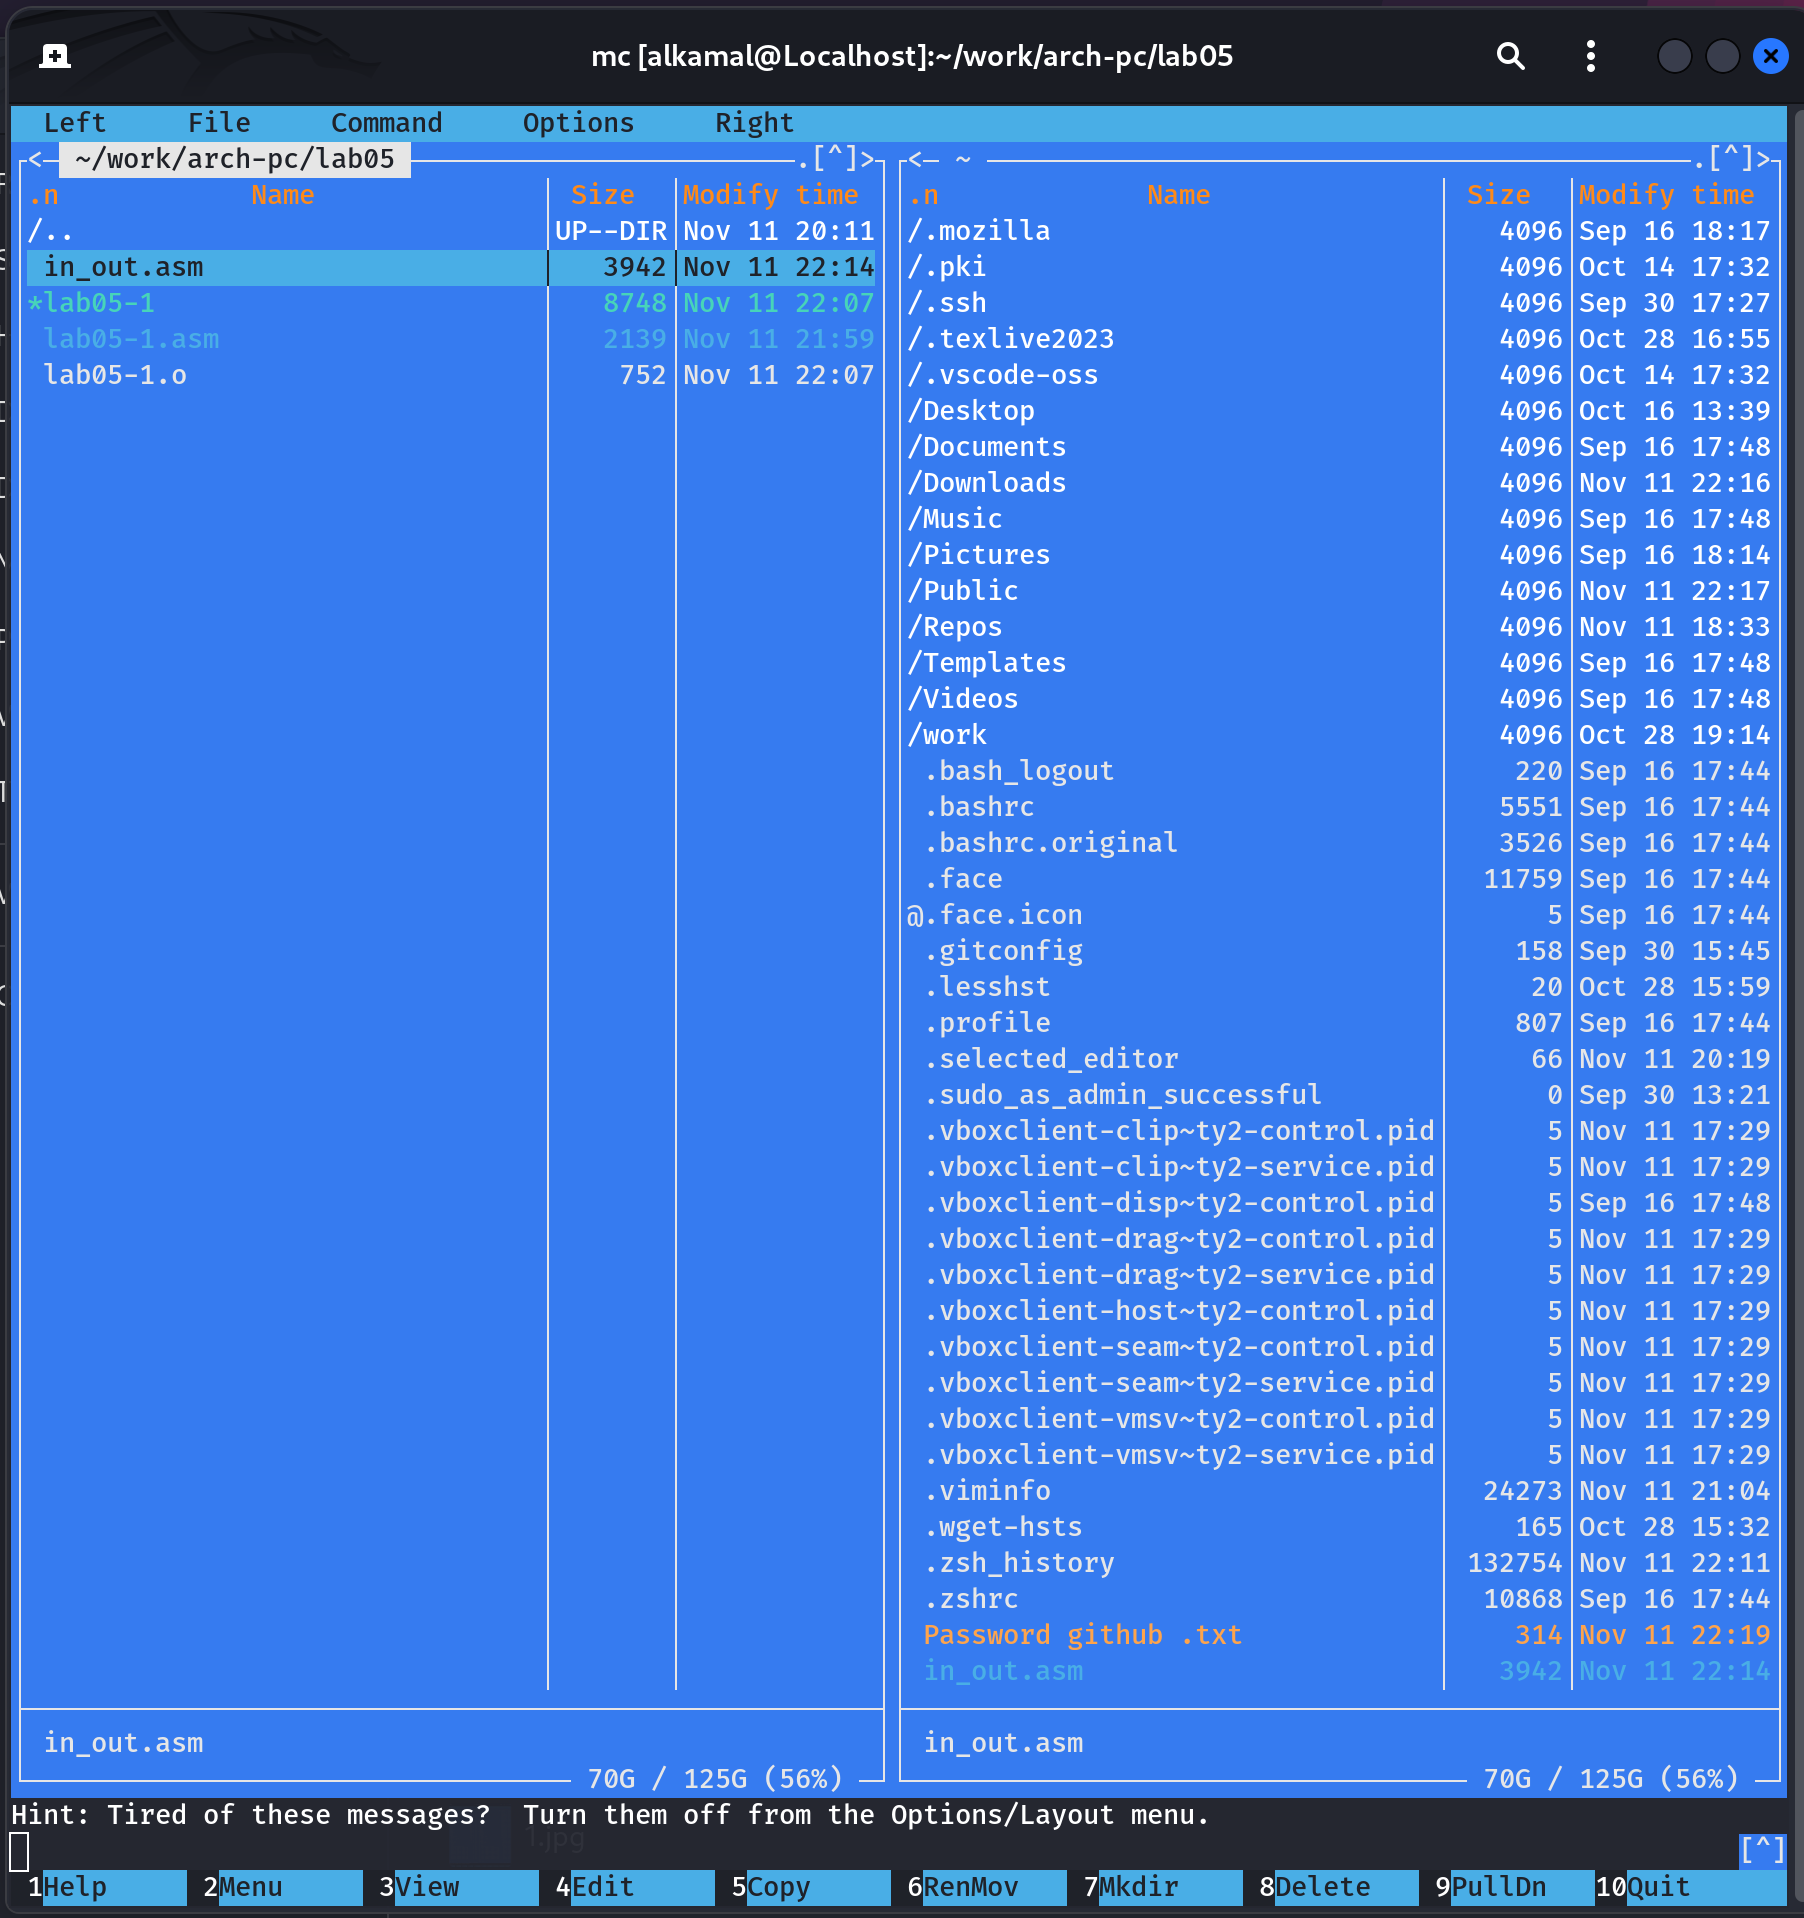 mc [alkamal@Localhost]:~/work/arch-pc/lab05
Left File Command Options Right
<─ ~/work/arch-pc/lab05 ─.[^]>
.n Name Size Modify time
/.. UP--DIR Nov 11 20:11
in_out.asm 3942 Nov 11 22:14
*lab05-1 8748 Nov 11 22:07
lab05-1.asm 2139 Nov 11 21:59
lab05-1.o 752 Nov 11 22:07
in_out.asm
70G / 125G (56%)
<─ ~ ─.[^]>
.n Name Size Modify time
/.mozilla 4096 Sep 16 18:17
/.pki 4096 Oct 14 17:32
/.ssh 4096 Sep 30 17:27
/.texlive2023 4096 Oct 28 16:55
/.vscode-oss 4096 Oct 14 17:32
/Desktop 4096 Oct 16 13:39
/Documents 4096 Sep 16 17:48
/Downloads 4096 Nov 11 22:16
/Music 4096 Sep 16 17:48
/Pictures 4096 Sep 16 18:14
/Public 4096 Nov 11 22:17
/Repos 4096 Nov 11 18:33
/Templates 4096 Sep 16 17:48
/Videos 4096 Sep 16 17:48
/work 4096 Oct 28 19:14
.bash_logout 220 Sep 16 17:44
.bashrc 5551 Sep 16 17:44
.bashrc.original 3526 Sep 16 17:44
.face 11759 Sep 16 17:44
@.face.icon 5 Sep 16 17:44
.gitconfig 158 Sep 30 15:45
.lesshst 20 Oct 28 15:59
.profile 807 Sep 16 17:44
.selected_editor 66 Nov 11 20:19
.sudo_as_admin_successful 0 Sep 30 13:21
.vboxclient-clip~ty2-control.pid 5 Nov 11 17:29
.vboxclient-clip~ty2-service.pid 5 Nov 11 17:29
.vboxclient-disp~ty2-control.pid 5 Sep 16 17:48
.vboxclient-drag~ty2-control.pid 5 Nov 11 17:29
.vboxclient-drag~ty2-service.pid 5 Nov 11 17:29
.vboxclient-host~ty2-control.pid 5 Nov 11 17:29
.vboxclient-seam~ty2-control.pid 5 Nov 11 17:29
.vboxclient-seam~ty2-service.pid 5 Nov 11 17:29
.vboxclient-vmsv~ty2-control.pid 5 Nov 11 17:29
.vboxclient-vmsv~ty2-service.pid 5 Nov 11 17:29
.viminfo 24273 Nov 11 21:04
.wget-hsts 165 Oct 28 15:32
.zsh_history 132754 Nov 11 22:11
.zshrc 10868 Sep 16 17:44
Password github .txt 314 Nov 11 22:19
in_out.asm 3942 Nov 11 22:14
in_out.asm
70G / 125G (56%)
Hint: Tired of these messages?  Turn them off from the Options/Layout menu.
1.jpg
[^]
1Help 2Menu 3View 4Edit 5Copy 6RenMov 7Mkdir 8Delete 9PullDn 10Quit